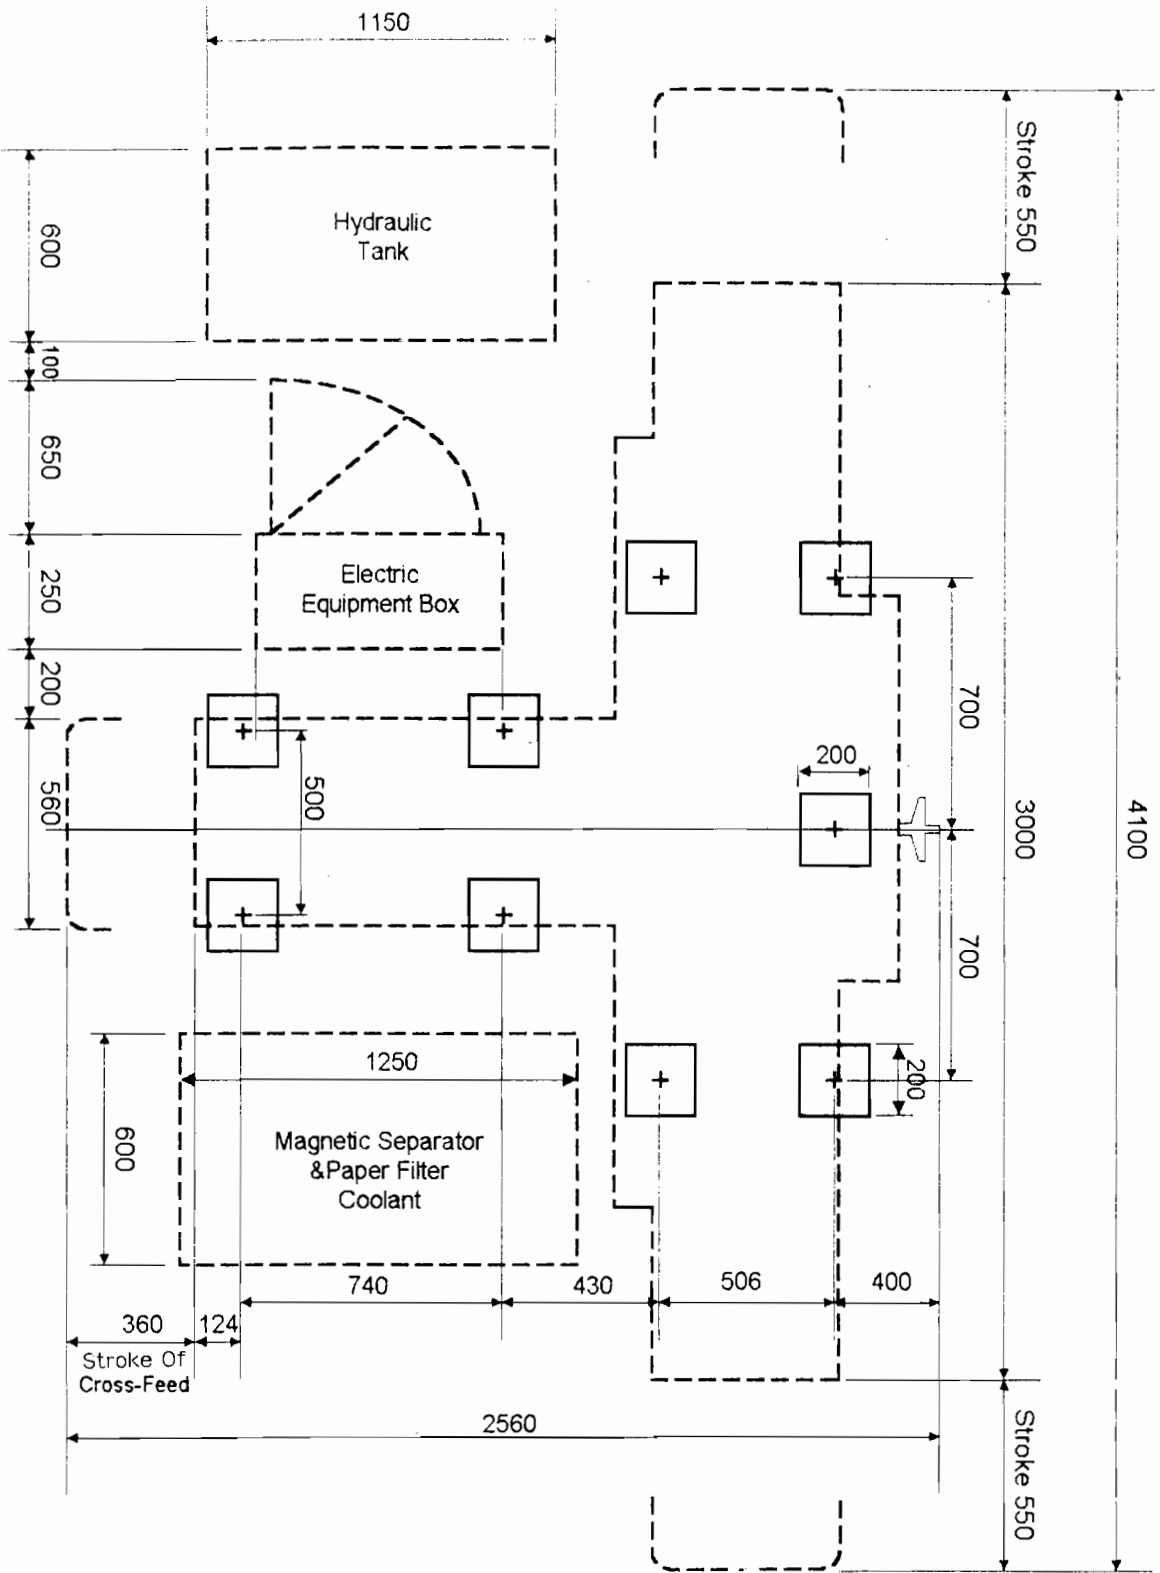 1150
Stroke 550
Hydraulic
Tank
600
100
650
250
Electric
Equipment Box
200
700
200
500
560
3000
4100
700
200
1250
600
Magnetic Separator
&Paper Filter
Coolant
740
430
506
400
360
124
Stroke Of
Cross-Feed
2560
Stroke 550